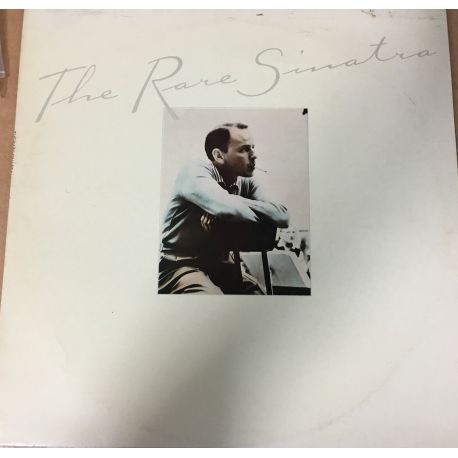 The Rare Sinatra